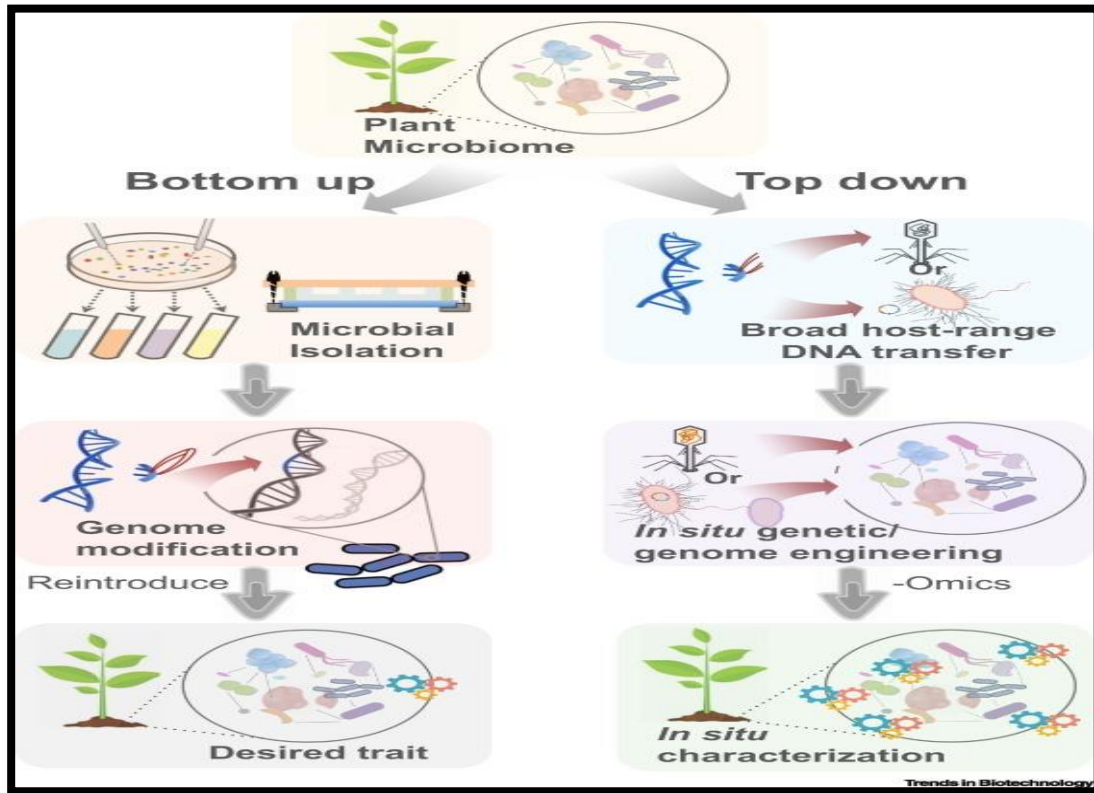 Plant
Microbiome
Bottom up
Top down
Microbial
Isolation
Or
Broad host-range
DNA transfer
Genome
modification
Or
In situ genetic/
genome engineering
Reintroduce
-Omics
Desired trait
In situ
characterization
Trends in Biotechnology